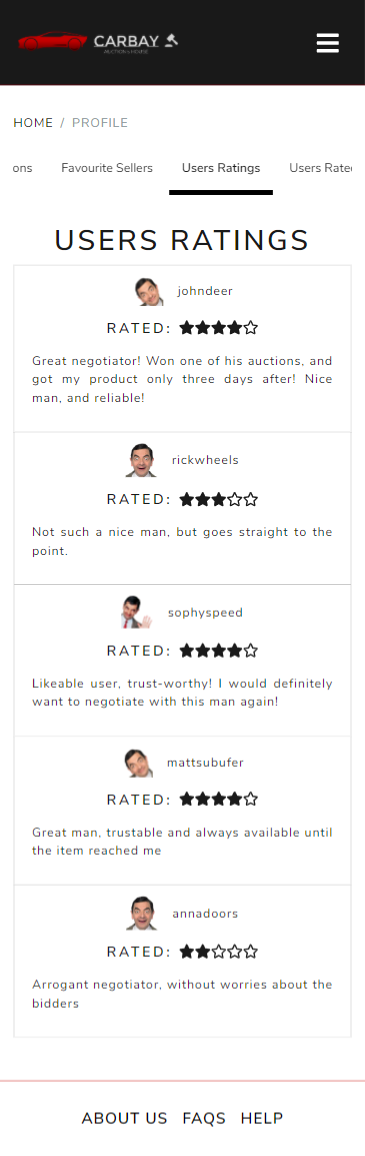 CARBAY
AUCTION & HOUSE
HOME / PROFILE
ons Favourite Sellers Users Ratings Users Rated
USERS RATINGS
johndeer
RATED:
Great negotiator! Won one of his auctions, and
got my product only three days after! Nice
man, and reliable!
rickwheels
RATED:
Not such a nice man, but goes straight to the
point.
sophyspeed
RATED:
Likeable user, trust-worthy! I would definitely
want to negotiate with this man again!
mattsubufer
RATED:
Great man, trustable and always available until
the item reached me
annadoors
RATED:
Arrogant negotiator, without worries about the
bidders
ABOUT US FAQS HELP